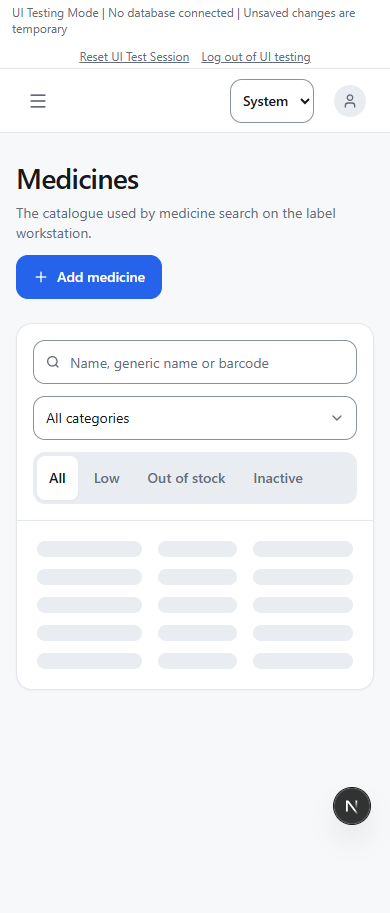 UI Testing Mode | No database connected | Unsaved changes are
temporary
Reset UI Test Session Log out of UI testing
System
Medicines
The catalogue used by medicine search on the label
workstation.
+ Add medicine
Name, generic name or barcode
All categories
All Low Out of stock Inactive
N